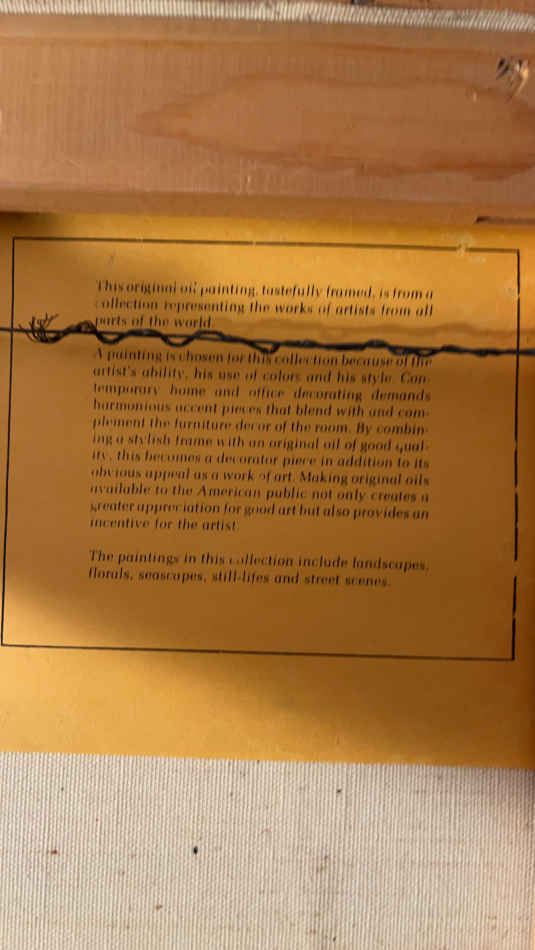 This original oil painting, tastefully framed, is from a
collection representing the works of artists from all
parts of the world.
A painting is chosen for this collection because of the
artist's ability, his use of colors and his style. Con-
temporary home and office decorating demands
harmonious accent pieces that blend with and com-
plement the furniture decor of the room. By combin-
ing a stylish frame with an original oil of good qual-
ity, this becomes a decorator piece in addition to its
obvious appeal as a work of art. Making original oils
available to the American public not only creates a
greater appreciation for good art but also provides an
incentive for the artist.
The paintings in this collection include landscapes,
florals, seascapes, still-lifes and street scenes.